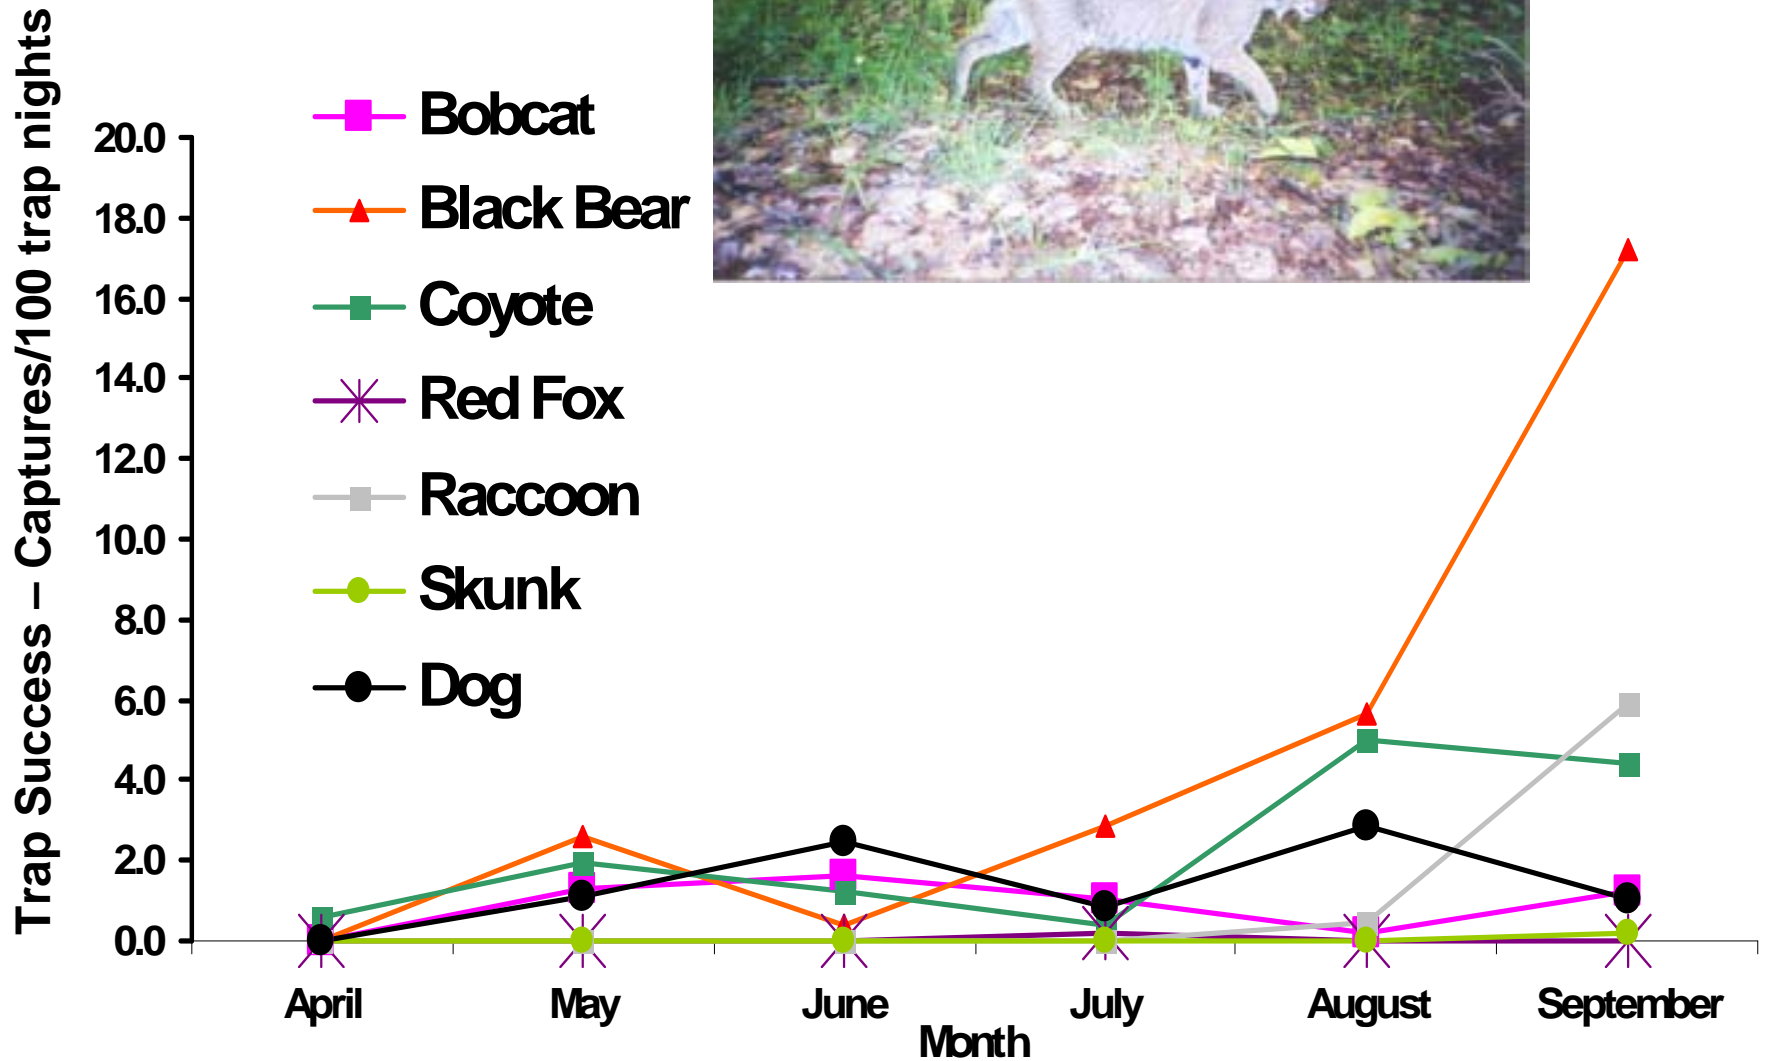 Trap Success – Captures/100 trap nights
20.0
18.0
16.0
14.0
12.0
10.0
8.0
6.0
4.0
2.0
0.0
Bobcat
Black Bear
Coyote
Red Fox
Raccoon
Skunk
Dog
April May June July August September
Month